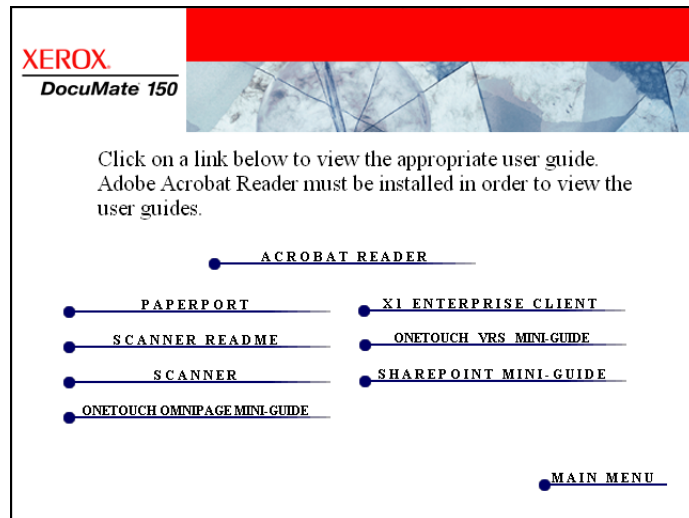 XEROX.
DocuMate® 150
Click on a link below to view the appropriate user guide.
Adobe Acrobat Reader must be installed in order to view the
user guides.
ACROBAT READER
PAPERPORT
SCANNER README
SCANNER
ONETOUCH OMNIPAGE MINI-GUIDE
X1 ENTERPRISE CLIENT
ONETOUCH VRS MINI-GUIDE
SHAREPOINT MINI-GUIDE
MAIN MENU